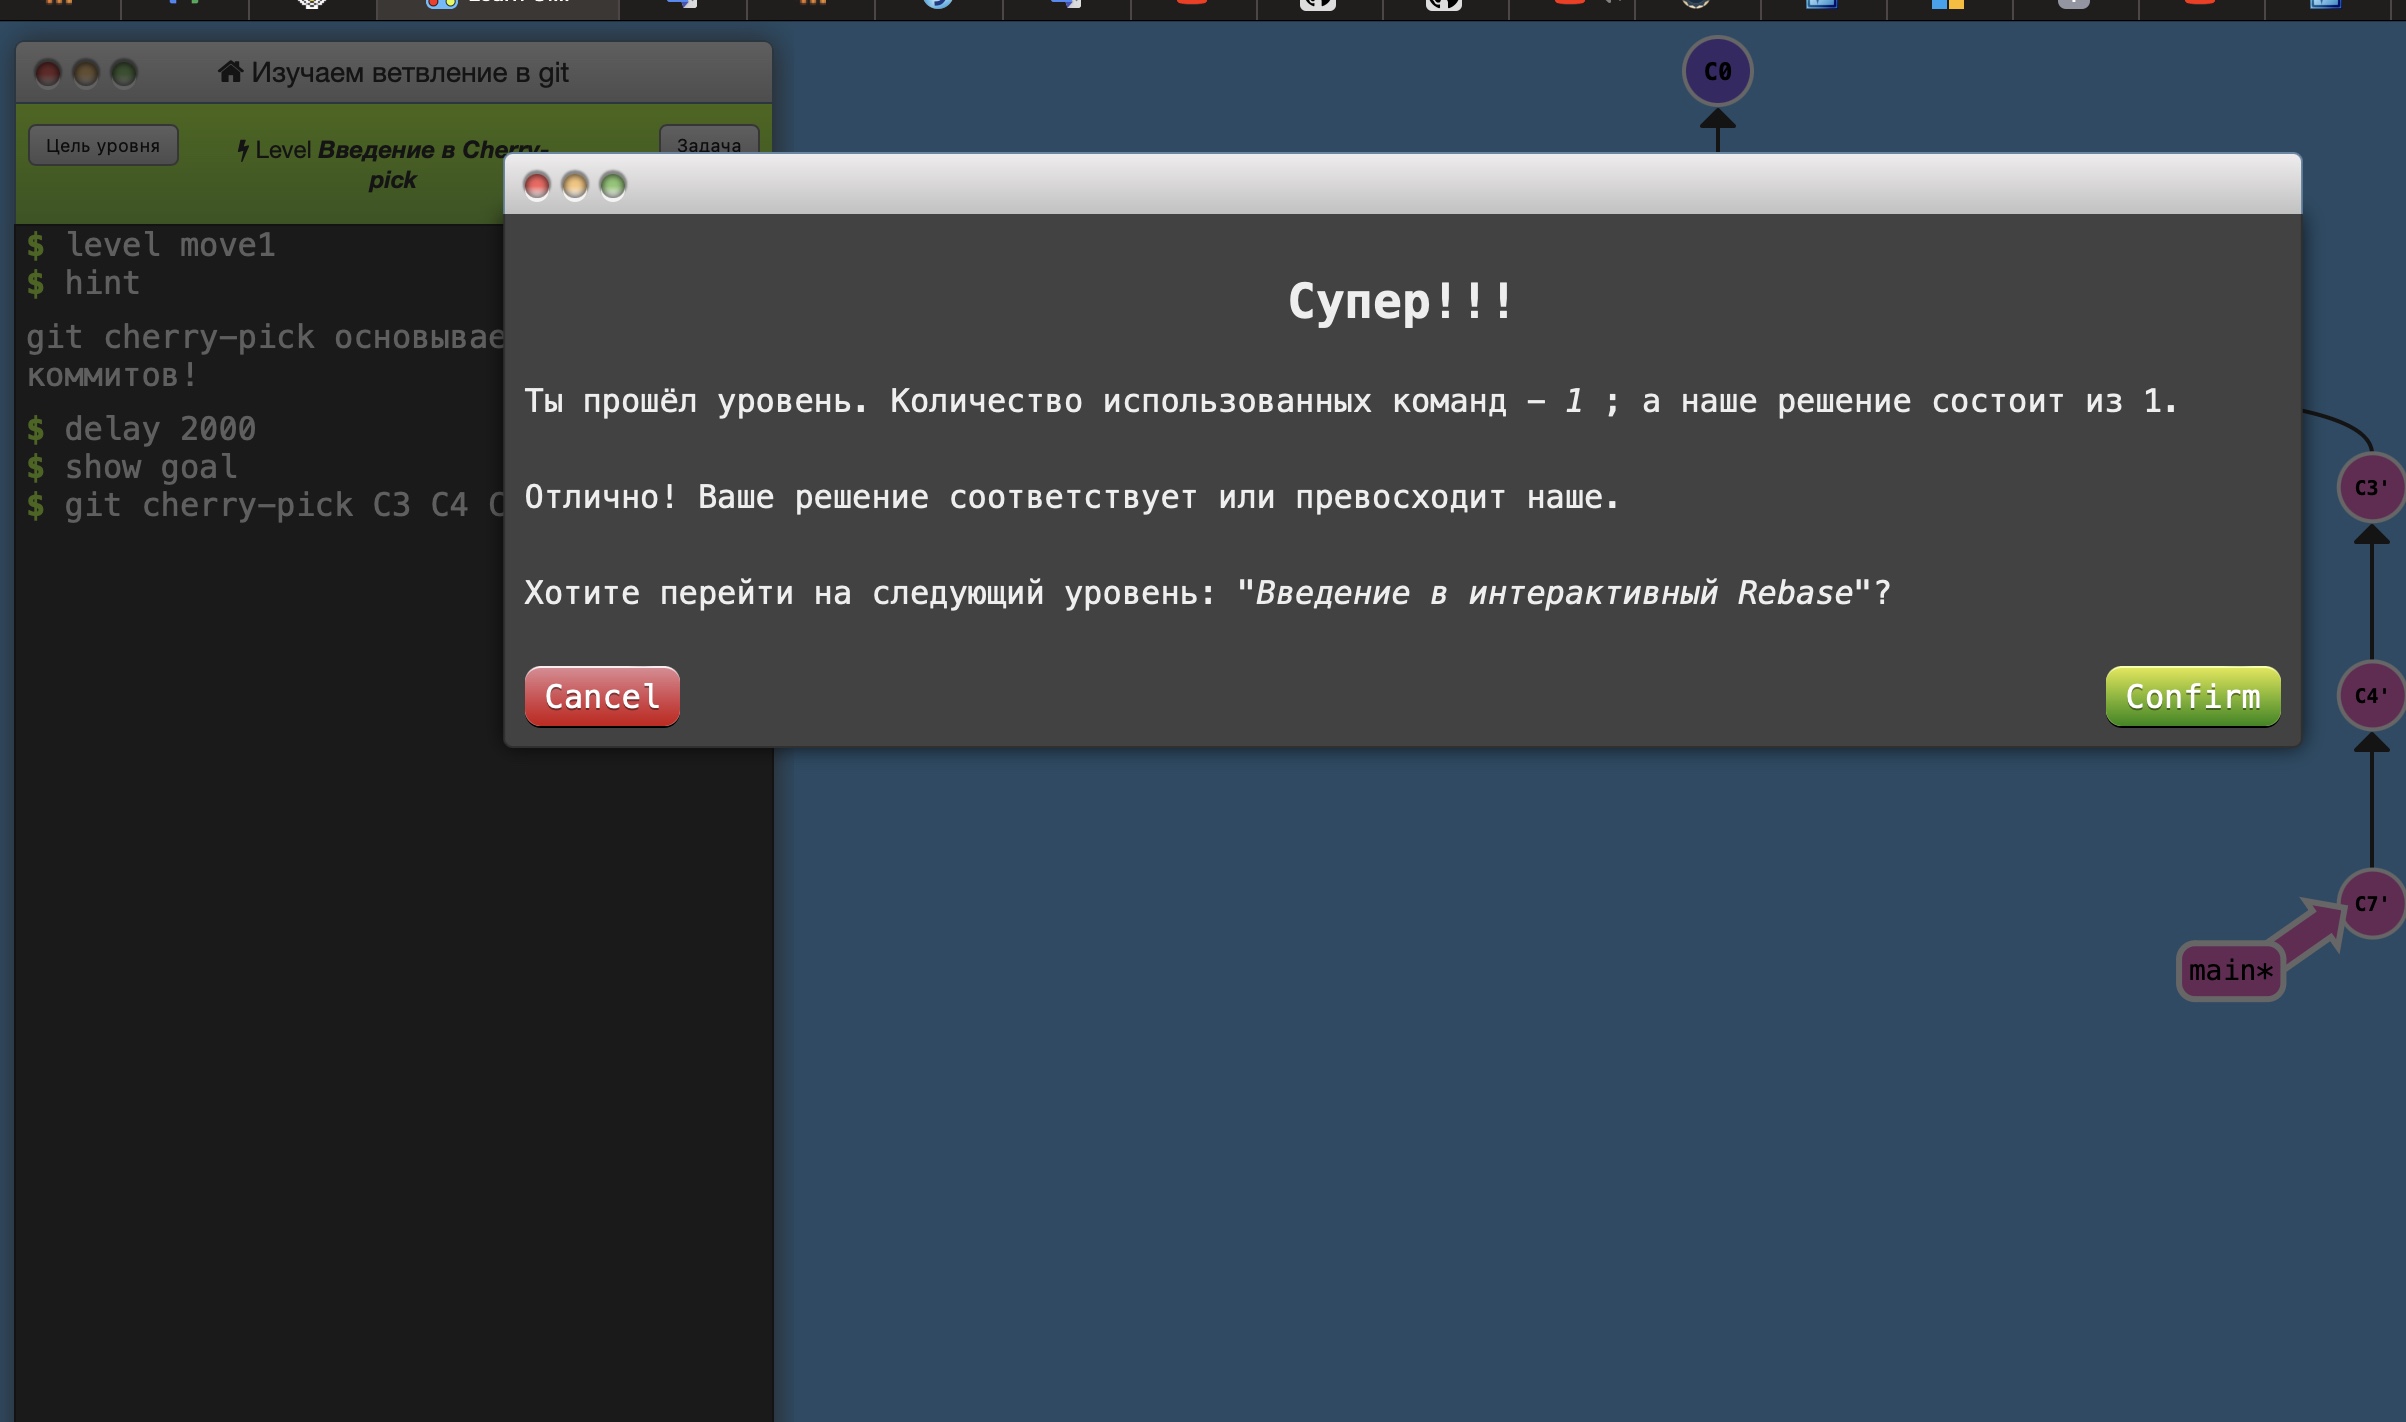 Изучаем ветвление в git
Цель уровня
Level Введение в Cherry-
pick
Задача
$ level move1
$ hint
git cherry-pick
коммитов!
$ delay 2000
$ show goal
$ git cherry-pick C3 C4
C0
Супер!!!
Ты прошёл уровень. Количество использованных команд – 1 ; а наше решение состоит из 1.
Отлично! Ваше решение соответствует или превосходит наше.
Хотите перейти на следующий уровень: "Введение в интерактивный Rebase"?
Cancel
Confirm
C3'
C4'
C7'
main*